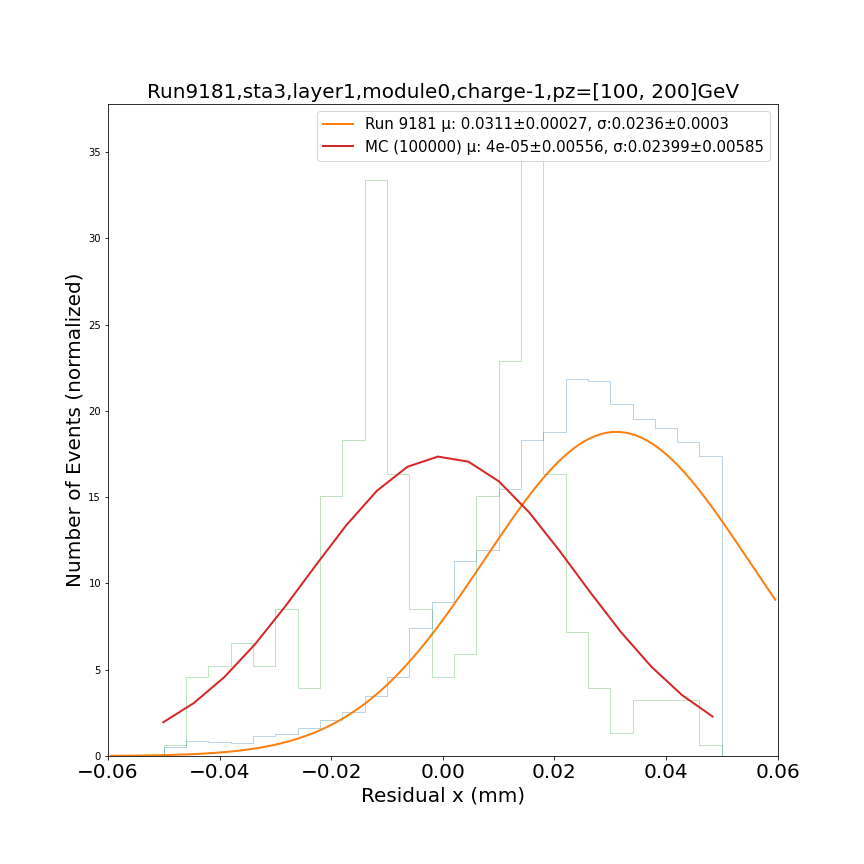 Run9181,sta3,layer1,module0,charge-1,pz=[100, 200]GeV
Run 9181 μ: 0.0311±0.00027, σ:0.0236±0.0003
MC (100000) μ: 4e-05±0.00556, σ:0.02399±0.00585
35
30
25
20
15
10
5
0
Number of Events (normalized)
−0.06 −0.04 −0.02 0.00 0.02 0.04 0.06
Residual x (mm)